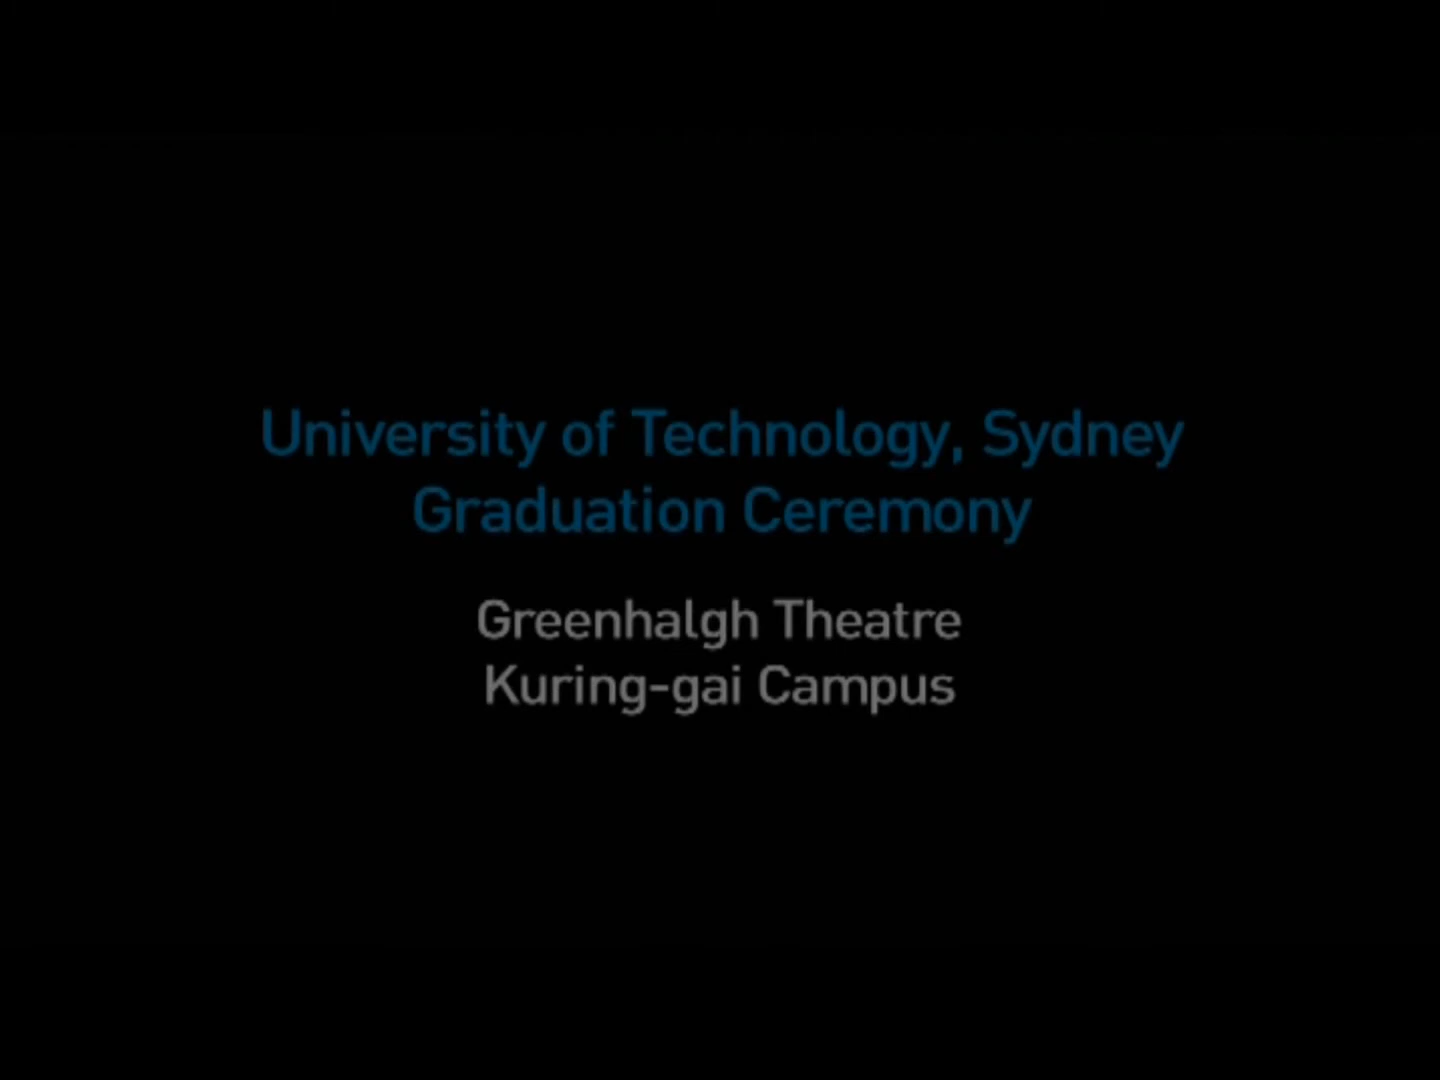 University of Technology, Sydney
Graduation Ceremony
Greenhalgh Theatre
Kuring-gai Campus